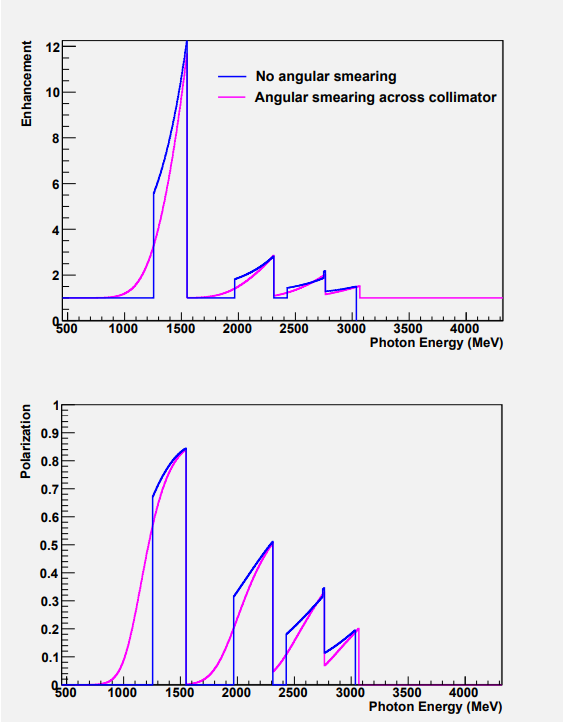 Enhancement
12
10
8
6
4
2
0
No angular smearing
Angular smearing across collimator
500 1000 1500 2000 2500 3000 3500 4000
Photon Energy (MeV)
Polarization
1
0.9
0.8
0.7
0.6
0.5
0.4
0.3
0.2
0.1
0
500 1000 1500 2000 2500 3000 3500 4000
Photon Energy (MeV)